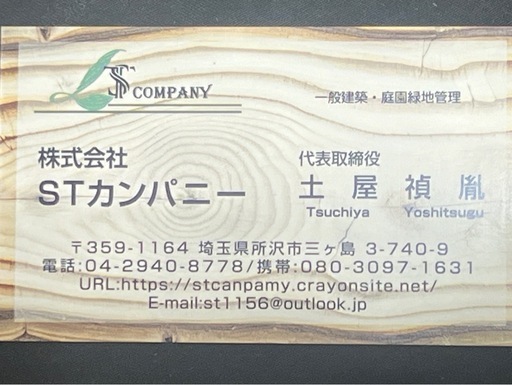 ST COMPANY
一般建築・庭園緑地管理
株式会社
STカンパニー
代表取締役
土屋 禎胤
Tsuchiya Yoshitsugu
〒359-1164 埼玉県所沢市三ヶ島 3-740-9
電話:04-2940-8778/携帯:080-3097-1631
URL:https://stcanpamy.crayonsite.net/
E-mail:st1156@outlook.jp